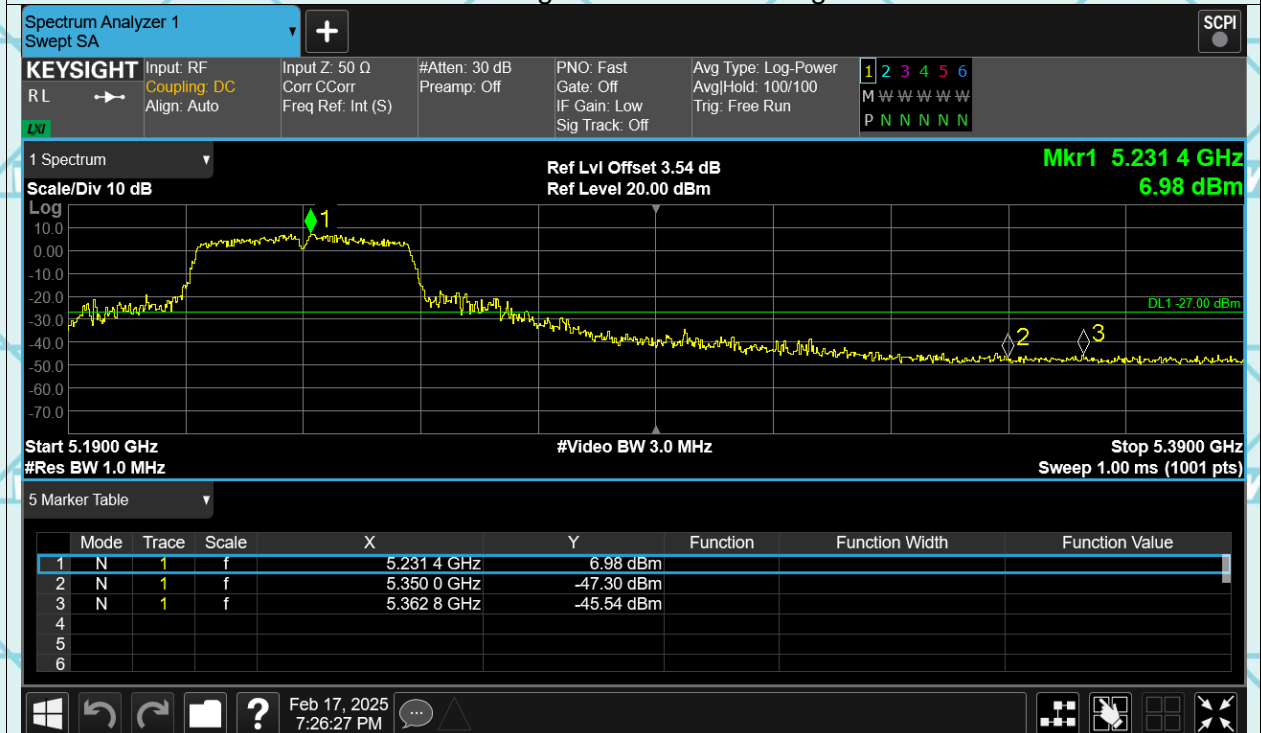 Spectrum Analyzer 1
Swept SA
SCPI
KEYSIGHT
RL
LXI
Input: RF
Coupling: DC
Align: Auto
Input Z: 50 Ω
Corr CCorr
Freq Ref: Int (S)
#Atten: 30 dB
Preamp: Off
PNO: Fast
Gate: Off
IF Gain: Low
Sig Track: Off
Avg Type: Log-Power
Avg|Hold: 100/100
Trig: Free Run
1 2 3 4 5 6
M W W W W W
P N N N N N
1 Spectrum
Scale/Div 10 dB
Ref Lvl Offset 3.54 dB
Ref Level 20.00 dBm
Mkr1 5.231 4 GHz
6.98 dBm
Log
10.0
0.00
-10.0
-20.0
-30.0
-40.0
-50.0
-60.0
-70.0
1
DL1 -27.00 dBm
2
3
Start 5.1900 GHz
#Video BW 3.0 MHz
Stop 5.3900 GHz
#Res BW 1.0 MHz
Sweep 1.00 ms (1001 pts)
5 Marker Table
Mode Trace Scale X Y Function Function Width Function Value
1 N 1 f 5.231 4 GHz 6.98 dBm
2 N 1 f 5.350 0 GHz -47.30 dBm
3 N 1 f 5.362 8 GHz -45.54 dBm
4
5
6
?
Feb 17, 2025
7:26:27 PM